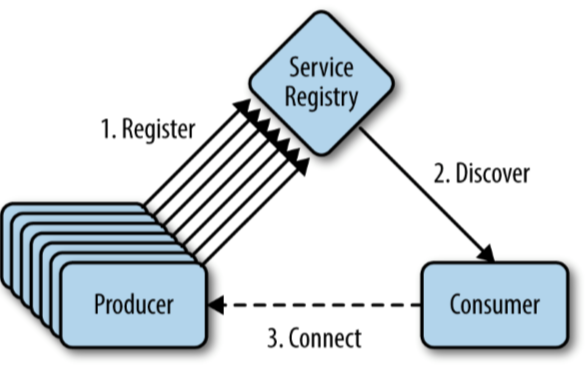 Service
Registry
1. Register
2. Discover
Producer
Consumer
3. Connect